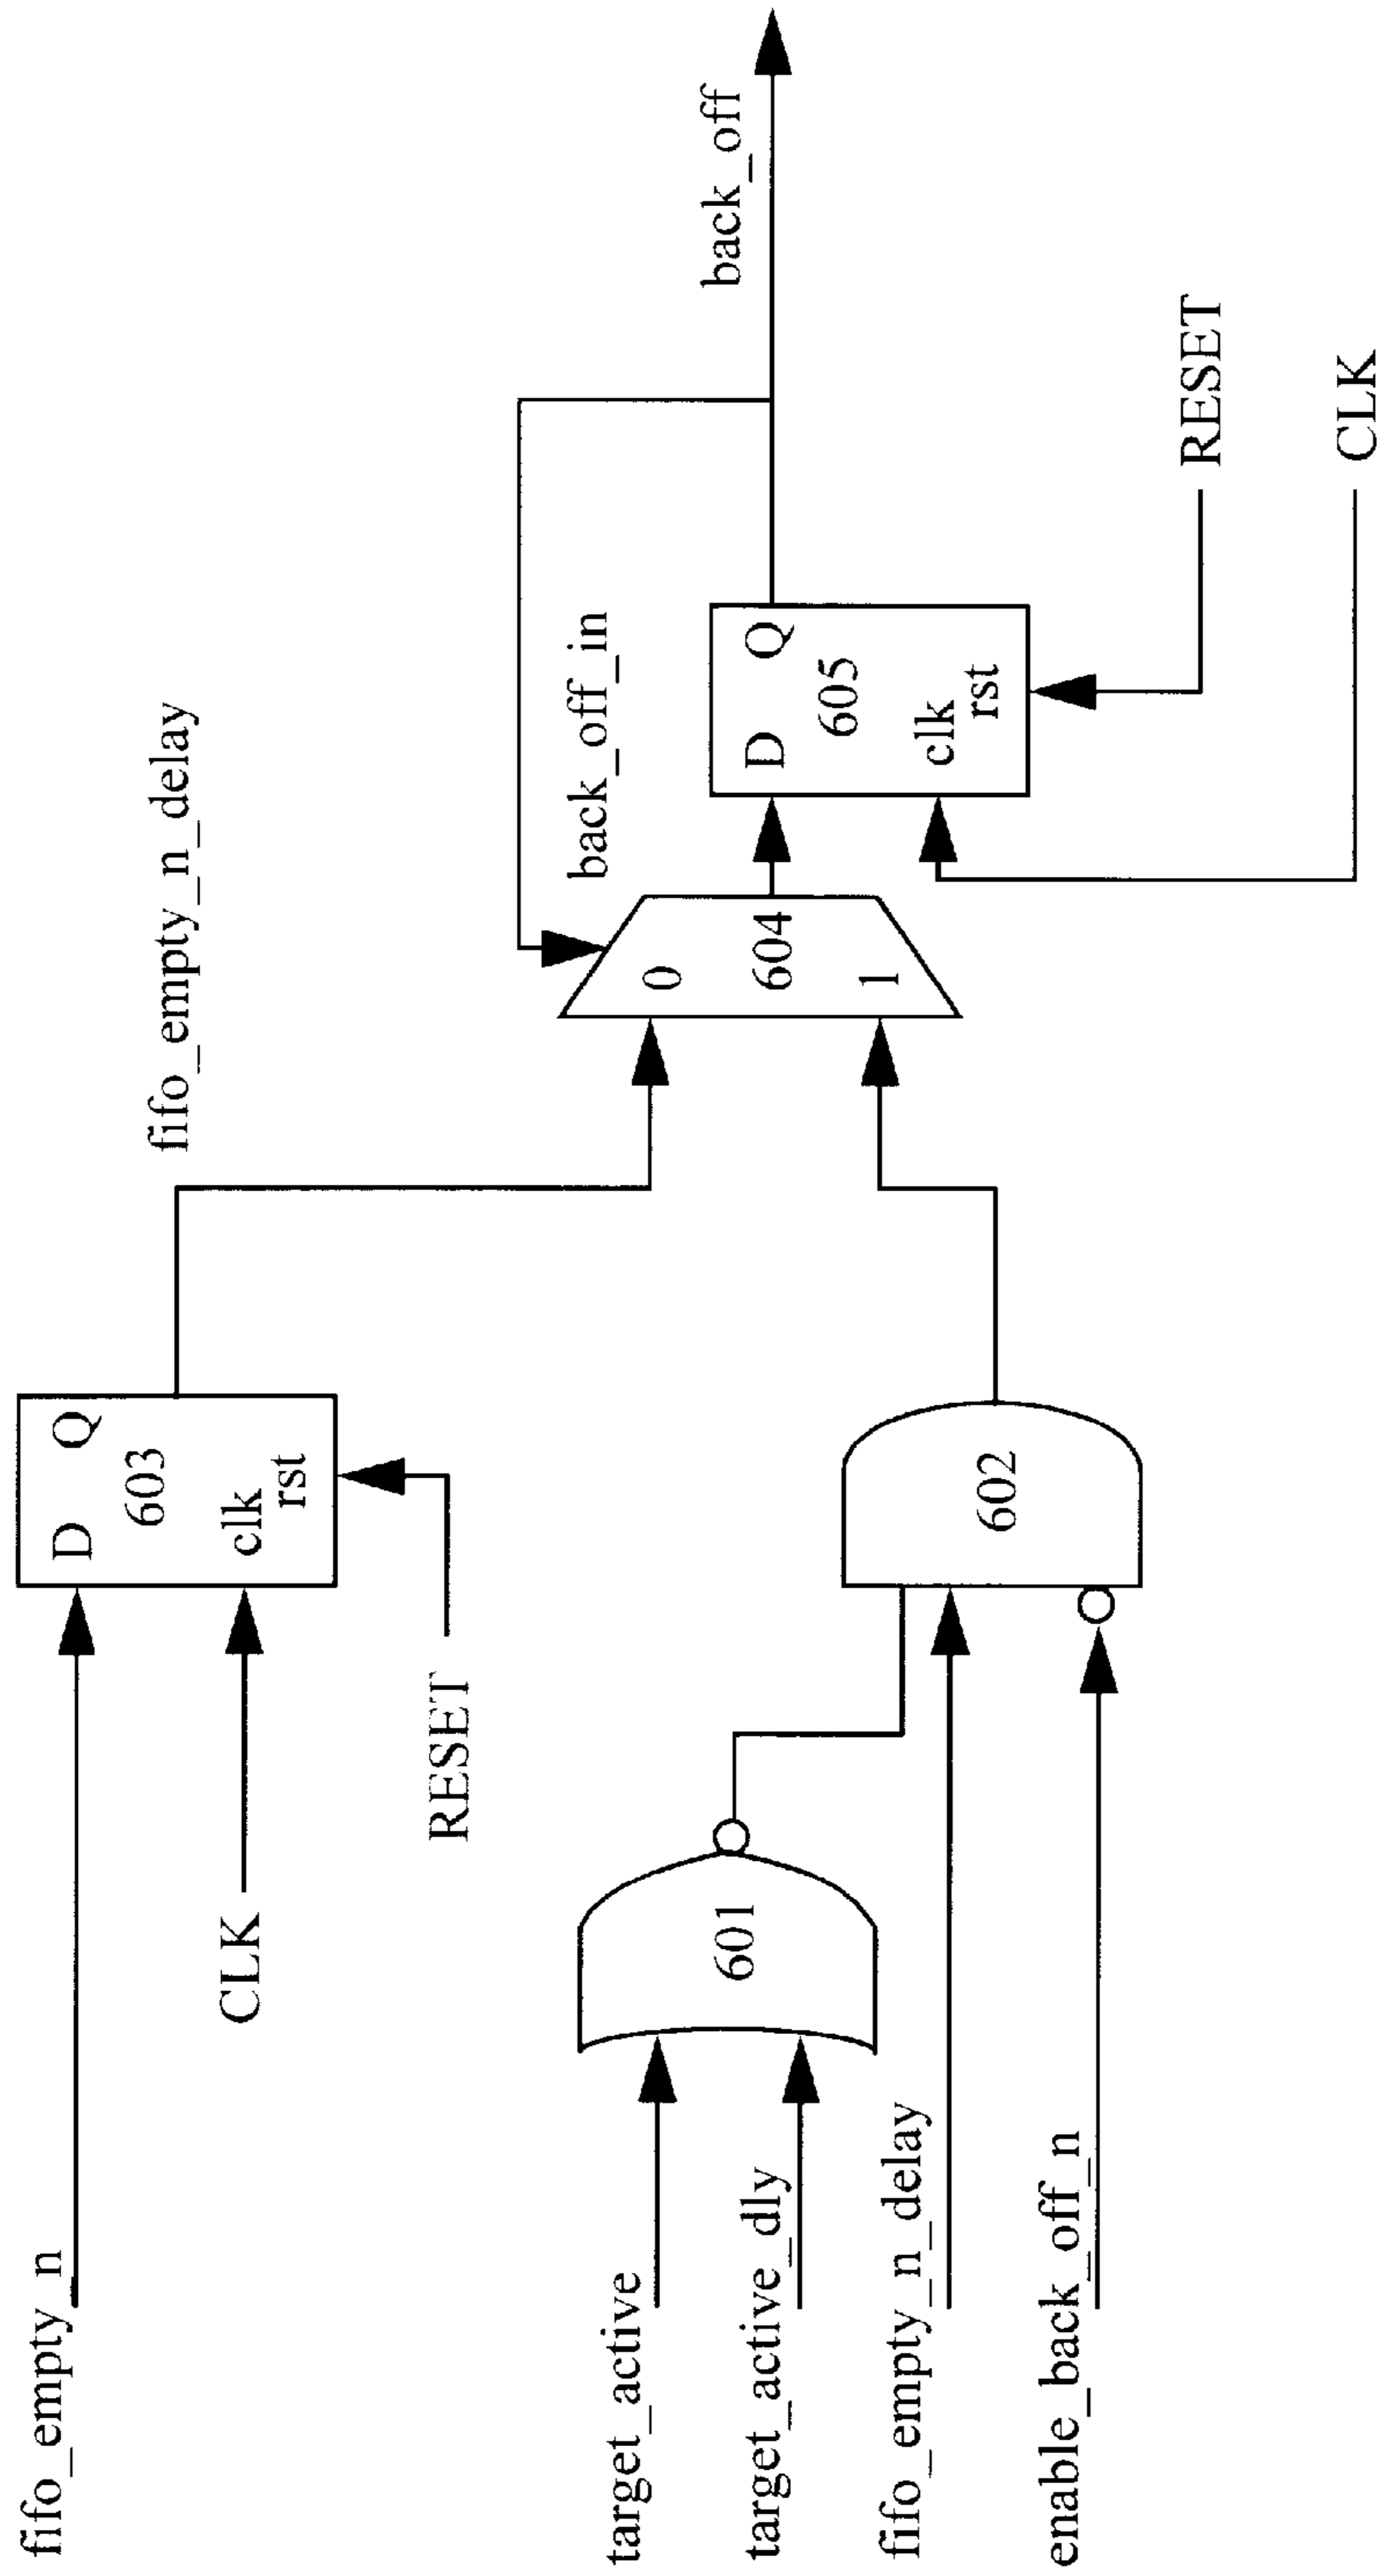 fifo_empty_n
CLK
RESET
D Q
603
clk
rst
fifo_empty_n_delay
target_active
target_active_dly
601
fifo_empty_n_delay
enable_back_off_n
602
0
604
1
back_off_in
D Q
605
clk
rst
back_off
RESET
CLK